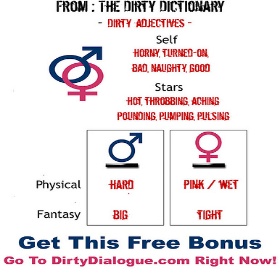 FROM : THE DIRTY DICTIONARY
- DIRTY ADJECTIVES -
Self
HORNY, TURNED-ON,
BAD, NAUGHTY, GOOD
Stars
HOT, THROBBING, ACHING
POUNDING, PUMPING, PULSING
Physical HARD PINK / WET
Fantasy BIG TIGHT
Get This Free Bonus
Go To DirtyDialogue.com Right Now!